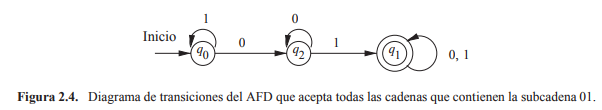 1 0
Inicio 0 1
q0 q2 q1 0, 1
Figura 2.4. Diagrama de transiciones del AFD que acepta todas las cadenas que contienen la subcadena 01.